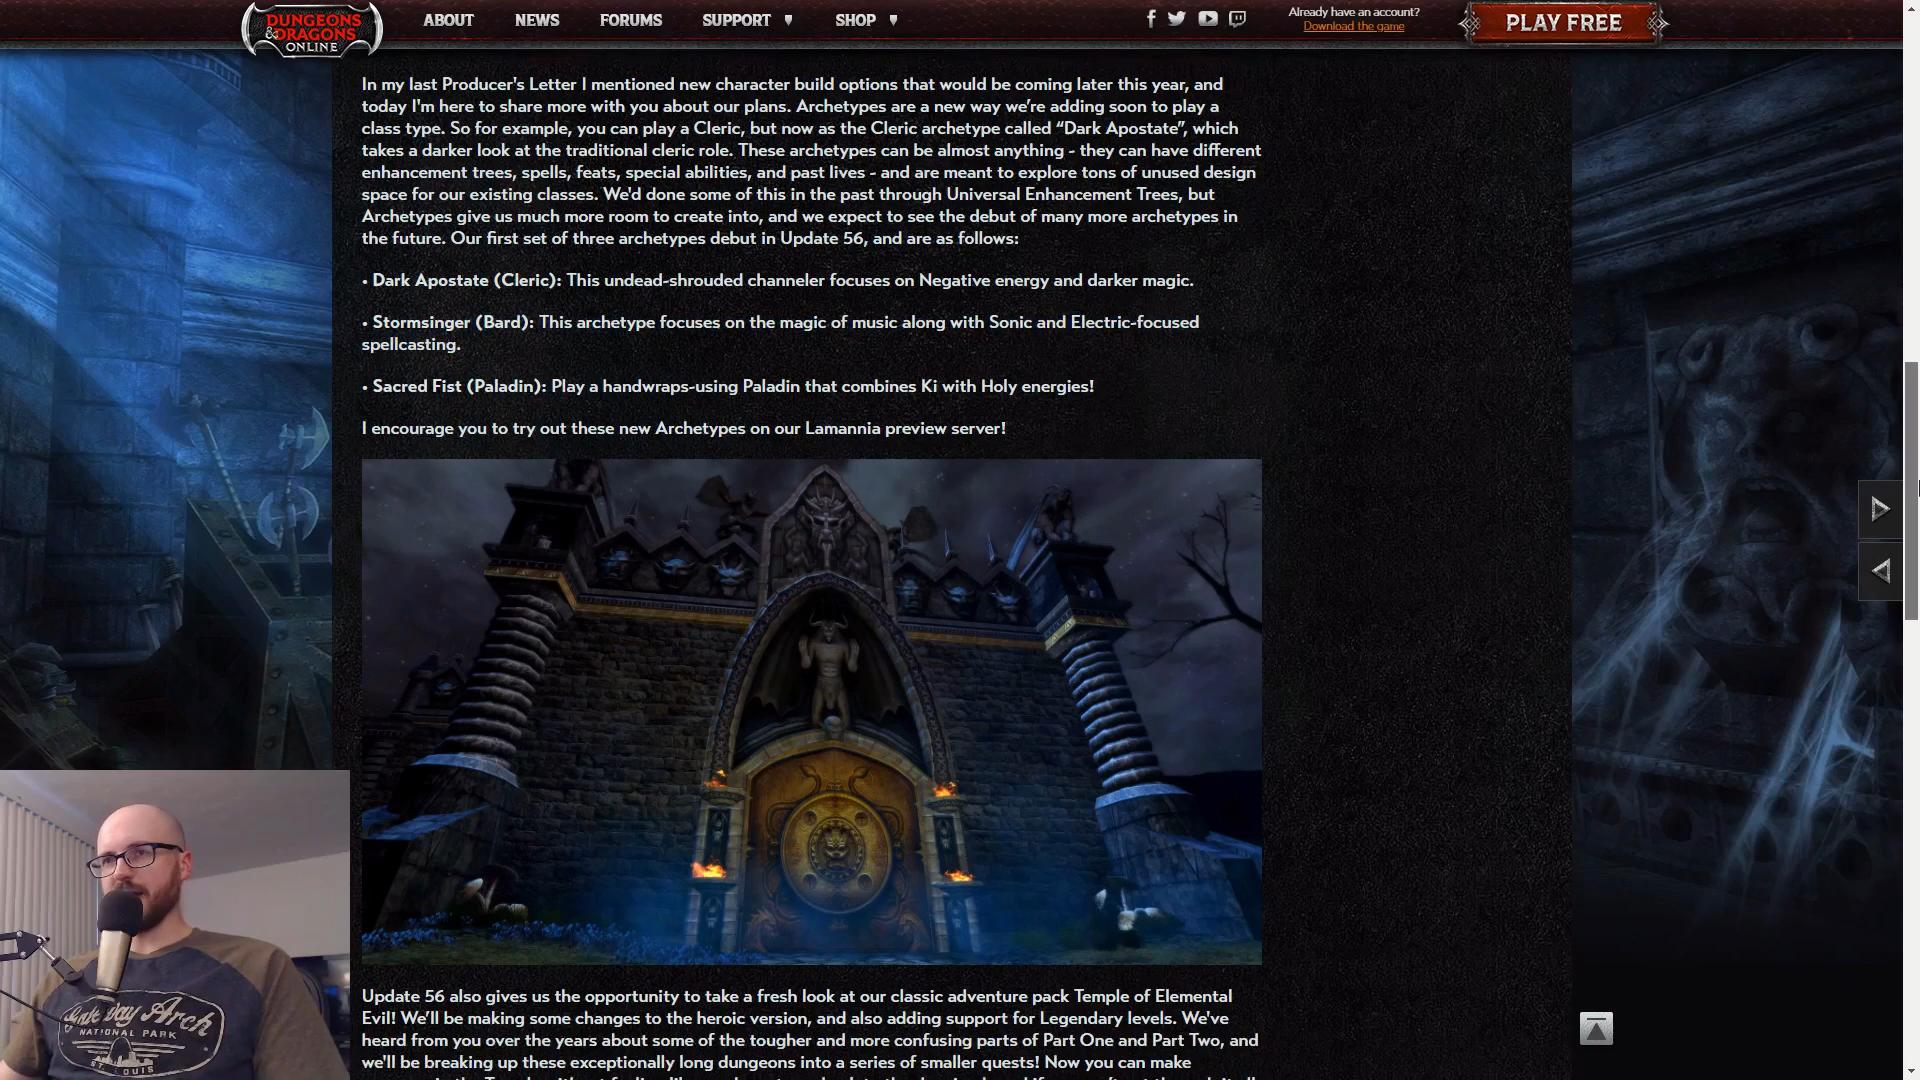 DUNGEONS
& DRAGONS
ONLINE
ABOUT NEWS FORUMS SUPPORT SHOP
Already have an account?
Download the game
PLAY FREE
In my last Producer's Letter I mentioned new character build options that would be coming later this year, and
today I'm here to share more with you about our plans. Archetypes are a new way we’re adding soon to play a
class type. So for example, you can play a Cleric, but now as the Cleric archetype called “Dark Apostate”, which
takes a darker look at the traditional cleric role. These archetypes can be almost anything - they can have different
enhancement trees, spells, feats, special abilities, and past lives - and are meant to explore tons of unused design
space for our existing classes. We'd done some of this in the past through Universal Enhancement Trees, but
Archetypes give us much more room to create into, and we expect to see the debut of many more archetypes in
the future. Our first set of three archetypes debut in Update 56, and are as follows:
• Dark Apostate (Cleric): This undead-shrouded channeler focuses on Negative energy and darker magic.
• Stormsinger (Bard): This archetype focuses on the magic of music along with Sonic and Electric-focused
spellcasting.
• Sacred Fist (Paladin): Play a handwraps-using Paladin that combines Ki with Holy energies!
I encourage you to try out these new Archetypes on our Lamannia preview server!
Update 56 also gives us the opportunity to take a fresh look at our classic adventure pack Temple of Elemental
Evil! We’ll be making some changes to the heroic version, and also adding support for Legendary levels. We've
heard from you over the years about some of the tougher and more confusing parts of Part One and Part Two, and
we'll be breaking up these exceptionally long dungeons into a series of smaller quests! Now you can make
Gateway Arch
NATIONAL PARK
ST. LOUIS